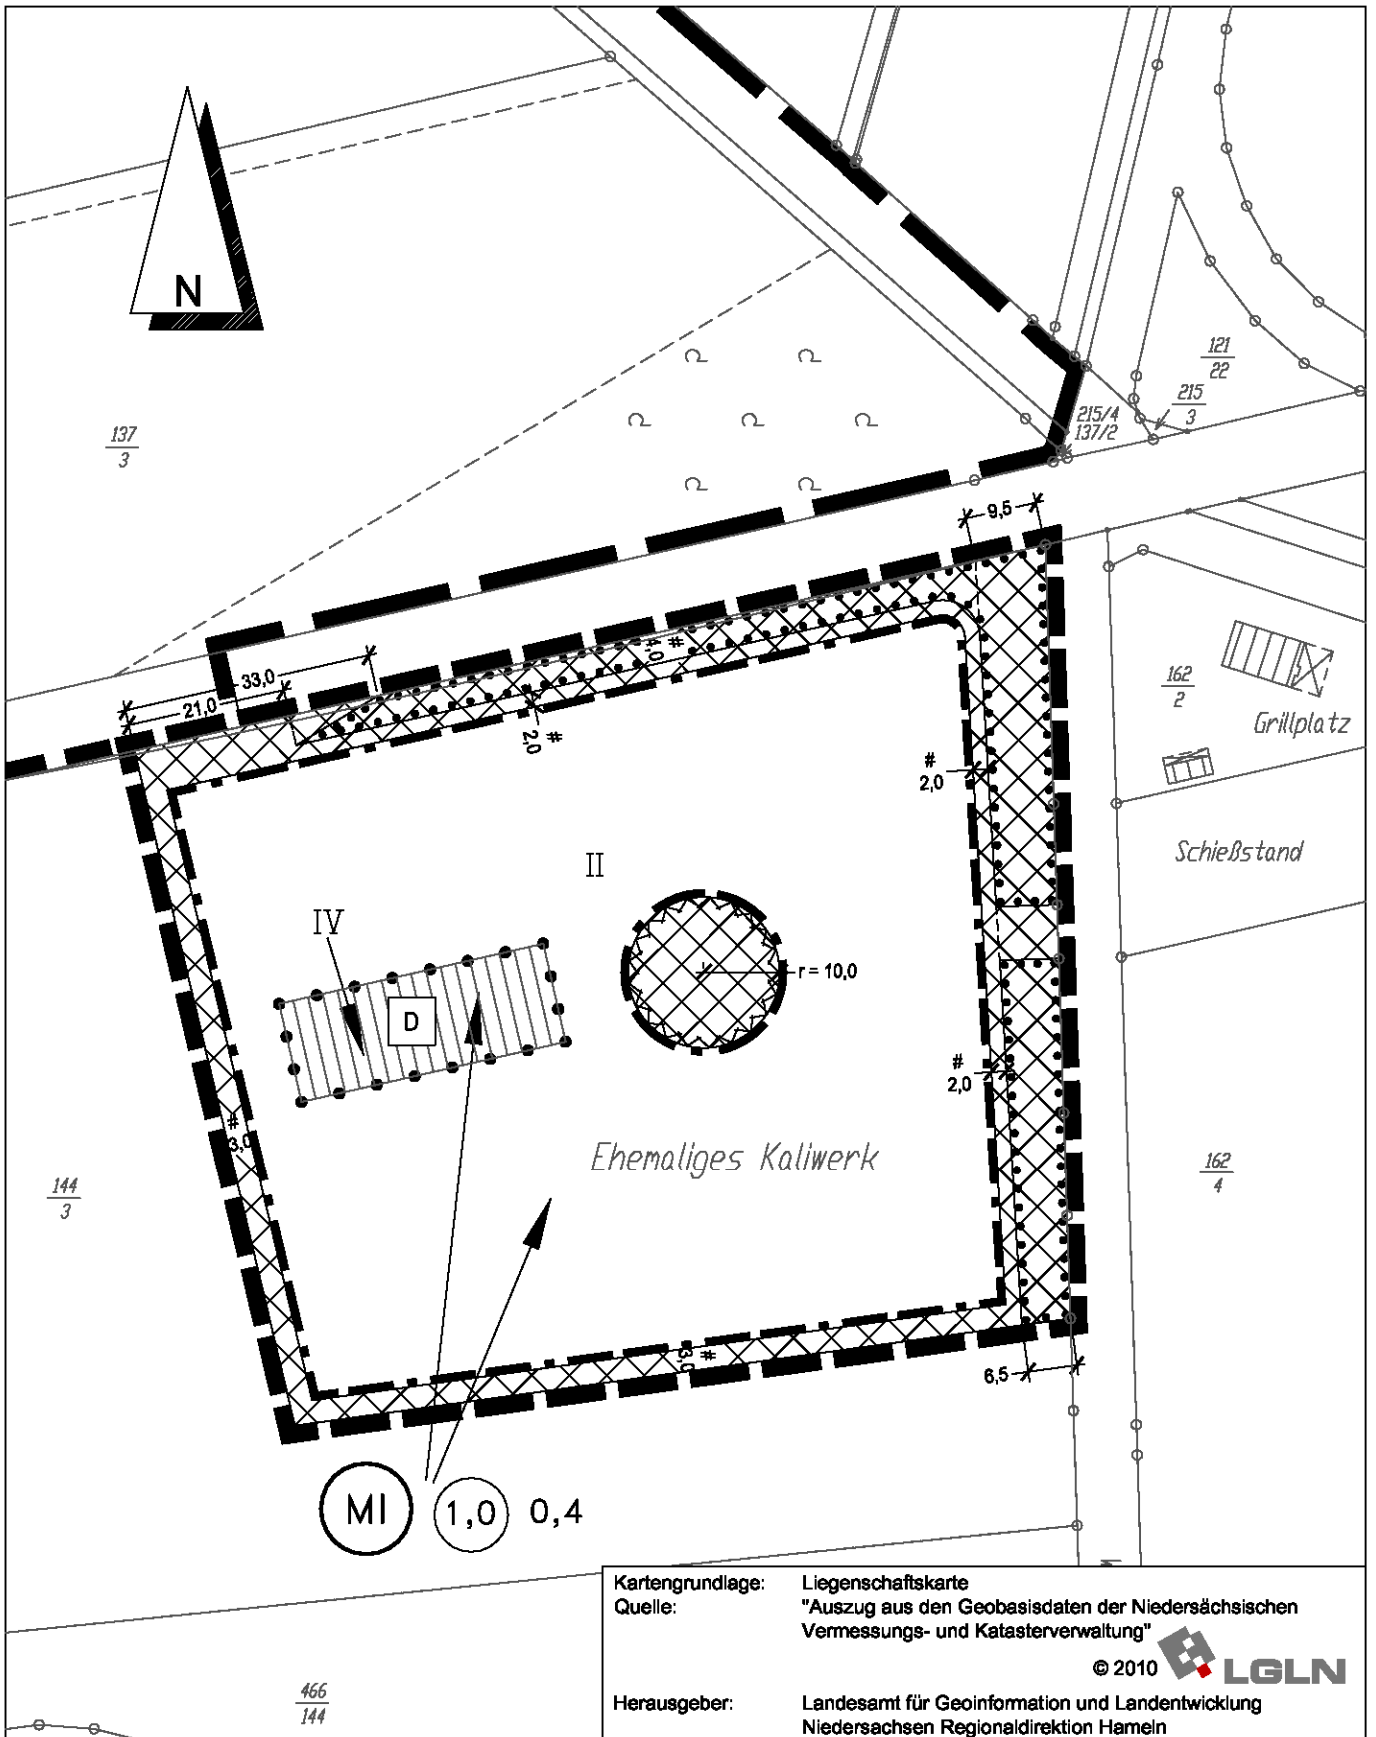 N
137
3
121
22
215
3
215/4
137/2
9,5
33,0
21,0
#
4,0
#
2,0
162
2
Grillplatz
#
2,0
Schießstand
II
IV
D
r = 10,0
#
2,0
#
3,0
Ehemaliges Kaliwerk
144
3
162
4
#
3,0
6,5
MI 1,0 0,4
Kartengrundlage: Liegenschaftskarte
Quelle: "Auszug aus den Geobasisdaten der Niedersächsischen
Vermessungs- und Katasterverwaltung"
© 2010 LGLN
Herausgeber: Landesamt für Geoinformation und Landentwicklung
Niedersachsen Regionaldirektion Hameln
466
144